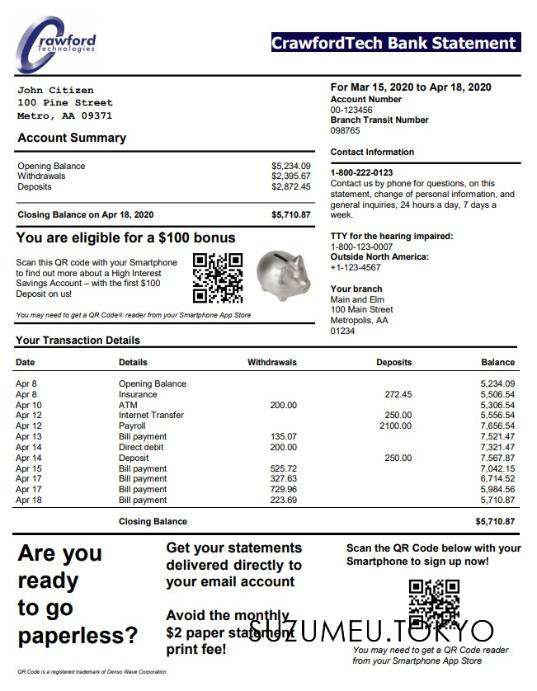 Crawford
Technologies
CrawfordTech Bank Statement
John Citizen
100 Pine Street
Metro, AA 09371
For Mar 15, 2020 to Apr 18, 2020
Account Number
00-123456
Branch Transit Number
098765
Account Summary
Opening Balance $5,234.09
Withdrawals $2,395.67
Deposits $2,872.45
Closing Balance on Apr 18, 2020 $5,710.87
Contact Information
1-800-222-0123
Contact us by phone for questions, on this
statement, change of personal information, and
general inquiries, 24 hours a day, 7 days a
week.
TTY for the hearing impaired:
1-800-123-0007
Outside North America:
+1-123-4567
Your branch
Main and Elm
100 Main Street
Metropolis, AA
01234
You are eligible for a $100 bonus
Scan this QR code with your Smartphone
to find out more about a High Interest
Savings Account – with the first $100
Deposit on us!
You may need to get a QR Code® reader from your Smartphone App Store
Your Transaction Details
Date Details Withdrawals Deposits Balance
Apr 8 Opening Balance 5,234.09
Apr 8 Insurance 272.45 5,506.54
Apr 10 ATM 200.00 5,306.54
Apr 12 Internet Transfer 250.00 5,556.54
Apr 12 Payroll 2100.00 7,656.54
Apr 13 Bill payment 135.07 7,521.47
Apr 14 Direct debit 200.00 7,321.47
Apr 14 Deposit 250.00 7.567.87
Apr 15 Bill payment 525.72 7,042.15
Apr 17 Bill payment 327.63 6,714.52
Apr 17 Bill payment 729.96 5,984.56
Apr 18 Bill payment 223.69 5,710.87
Closing Balance $5,710.87
Are you
ready
to go
paperless?
Get your statements
delivered directly to
your email account
Avoid the monthly
$2 paper statement
print fee!
Scan the QR Code below with your
Smartphone to sign up now!
SUZUMEU.TOKYO
You may need to get a QR Code reader
from your Smartphone App Store
QR Code is a registered trademark of Denso Wave Corporation